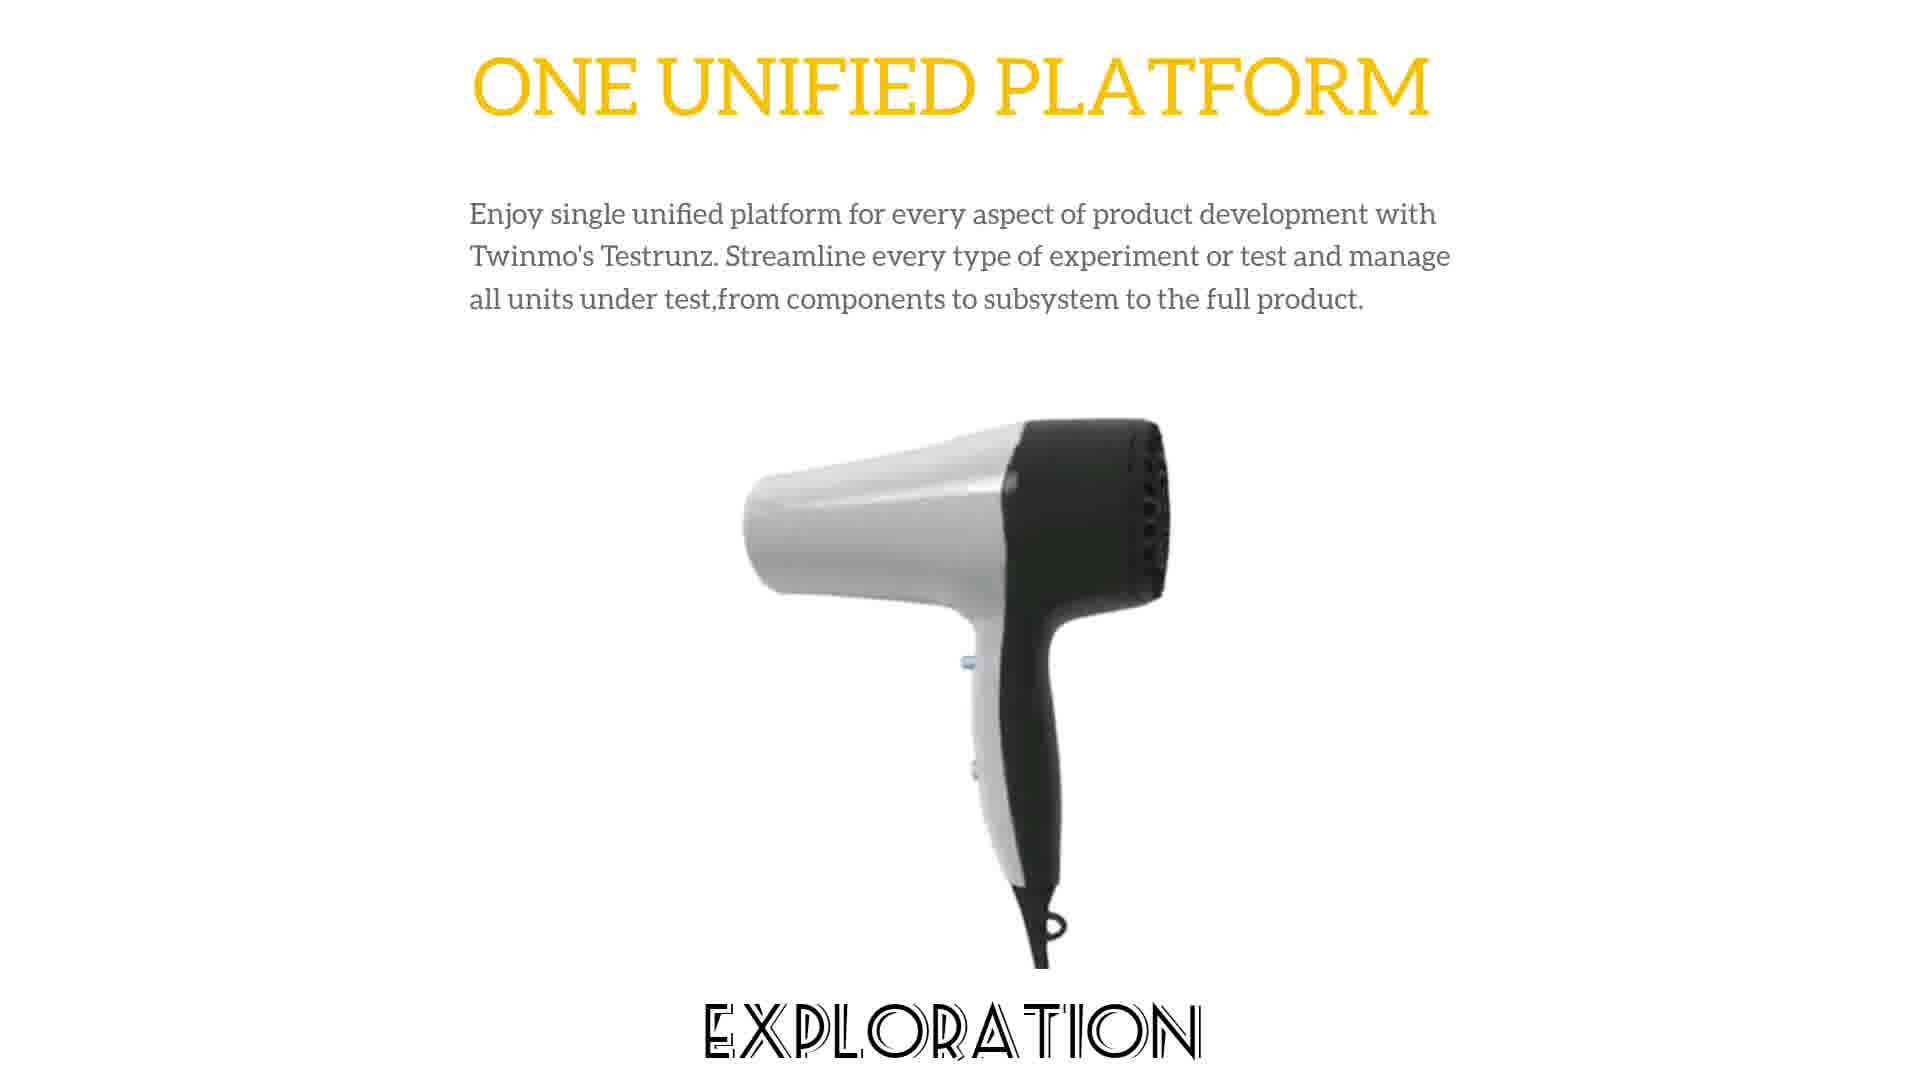 ONE UNIFIED PLATFORM
Enjoy single unified platform for every aspect of product development with
Twinmo's Testrunz. Streamline every type of experiment or test and manage
all units under test,from components to subsystem to the full product.
EXPLORATION